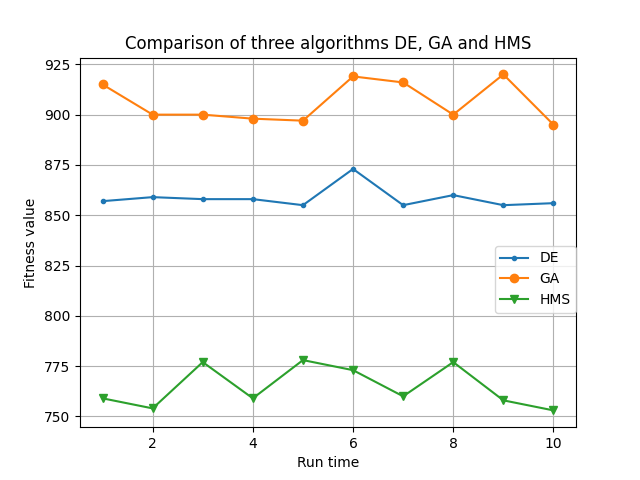 Comparison of three algorithms DE, GA and HMS
925
900
875
850
825
800
775
750
Fitness value
DE
GA
HMS
2 4 6 8 10
Run time